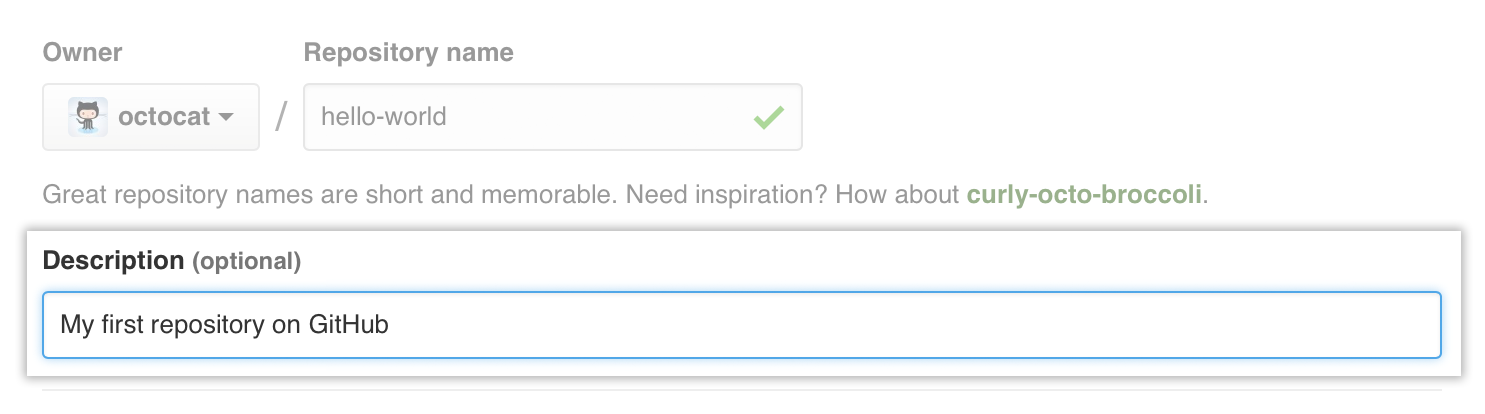 Owner
Repository name
octocat / hello-world
Great repository names are short and memorable. Need inspiration? How about curly-octo-broccoli.
Description (optional)
My first repository on GitHub